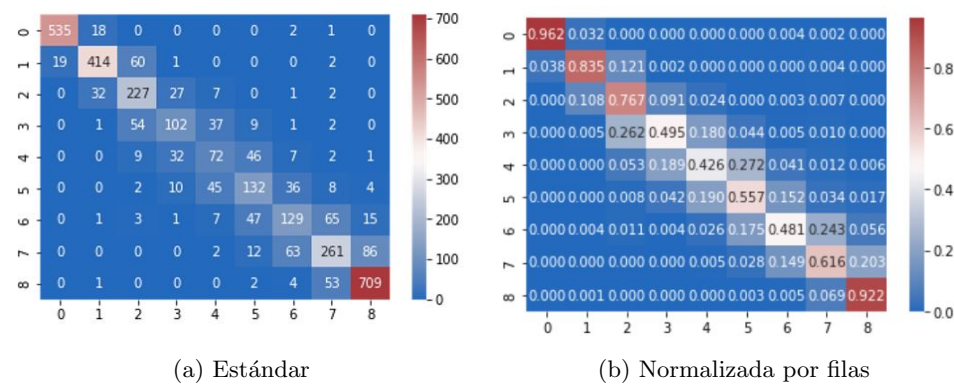 0 535 18 0 0 0 0 2 1 0
1 19 414 60 1 0 0 0 2 0
2 0 32 227 27 7 0 1 2 0
3 0 1 54 102 37 9 1 2 0
4 0 0 9 32 72 46 7 2 1
5 0 0 2 10 45 132 36 8 4
6 0 1 3 1 7 47 129 65 15
7 0 0 0 0 2 12 63 261 86
8 0 1 0 0 0 2 4 53 709
0 1 2 3 4 5 6 7 8
700
600
500
400
300
200
100
0
(a) Estándar
0 0.962 0.032 0.000 0.000 0.000 0.000 0.004 0.002 0.000
1 0.038 0.835 0.121 0.002 0.000 0.000 0.000 0.004 0.000
2 0.000 0.108 0.767 0.091 0.024 0.000 0.003 0.007 0.000
3 0.000 0.005 0.262 0.495 0.180 0.044 0.005 0.010 0.000
4 0.000 0.000 0.053 0.189 0.426 0.272 0.041 0.012 0.006
5 0.000 0.000 0.008 0.042 0.190 0.557 0.152 0.034 0.017
6 0.000 0.004 0.011 0.004 0.026 0.175 0.481 0.243 0.056
7 0.000 0.000 0.000 0.000 0.005 0.028 0.149 0.616 0.203
8 0.000 0.001 0.000 0.000 0.000 0.003 0.005 0.069 0.922
0 1 2 3 4 5 6 7 8
0.8
0.6
0.4
0.2
0.0
(b) Normalizada por filas